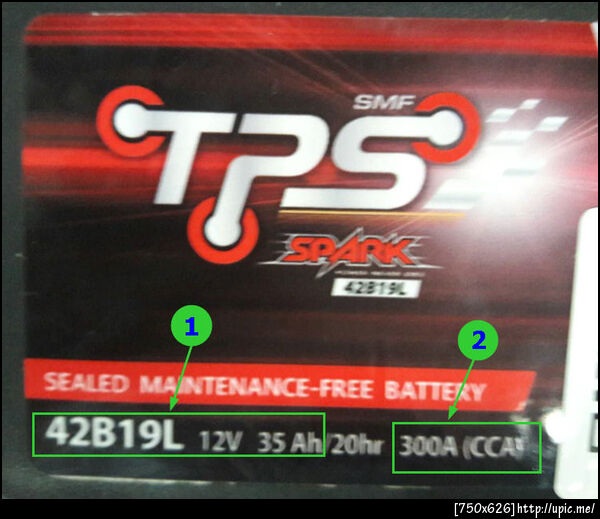 SMF
TPS
SPARK
42B19L
1
2
SEALED MAINTENANCE-FREE BATTERY
42B19L 12V 35 Ah/20hr 300A (CCA)
[750x626]http://upic.me/